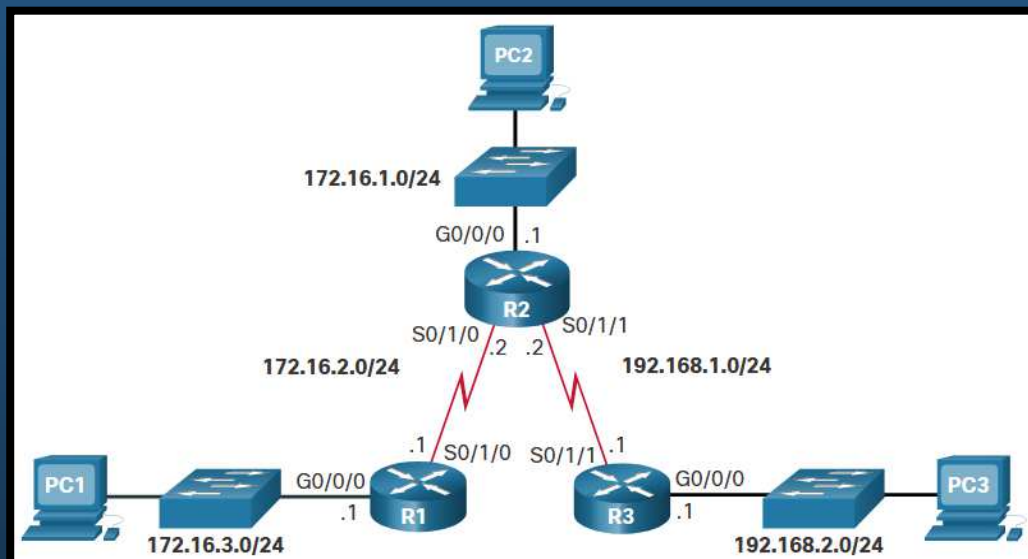 PC2
172.16.1.0/24
G0/0/0 .1
R2
S0/1/0 S0/1/1
.2 .2
172.16.2.0/24 192.168.1.0/24
.1 S0/1/0 S0/1/1 .1
PC1 G0/0/0 R1 R3 G0/0/0 PC3
.1 .1
172.16.3.0/24 192.168.2.0/24